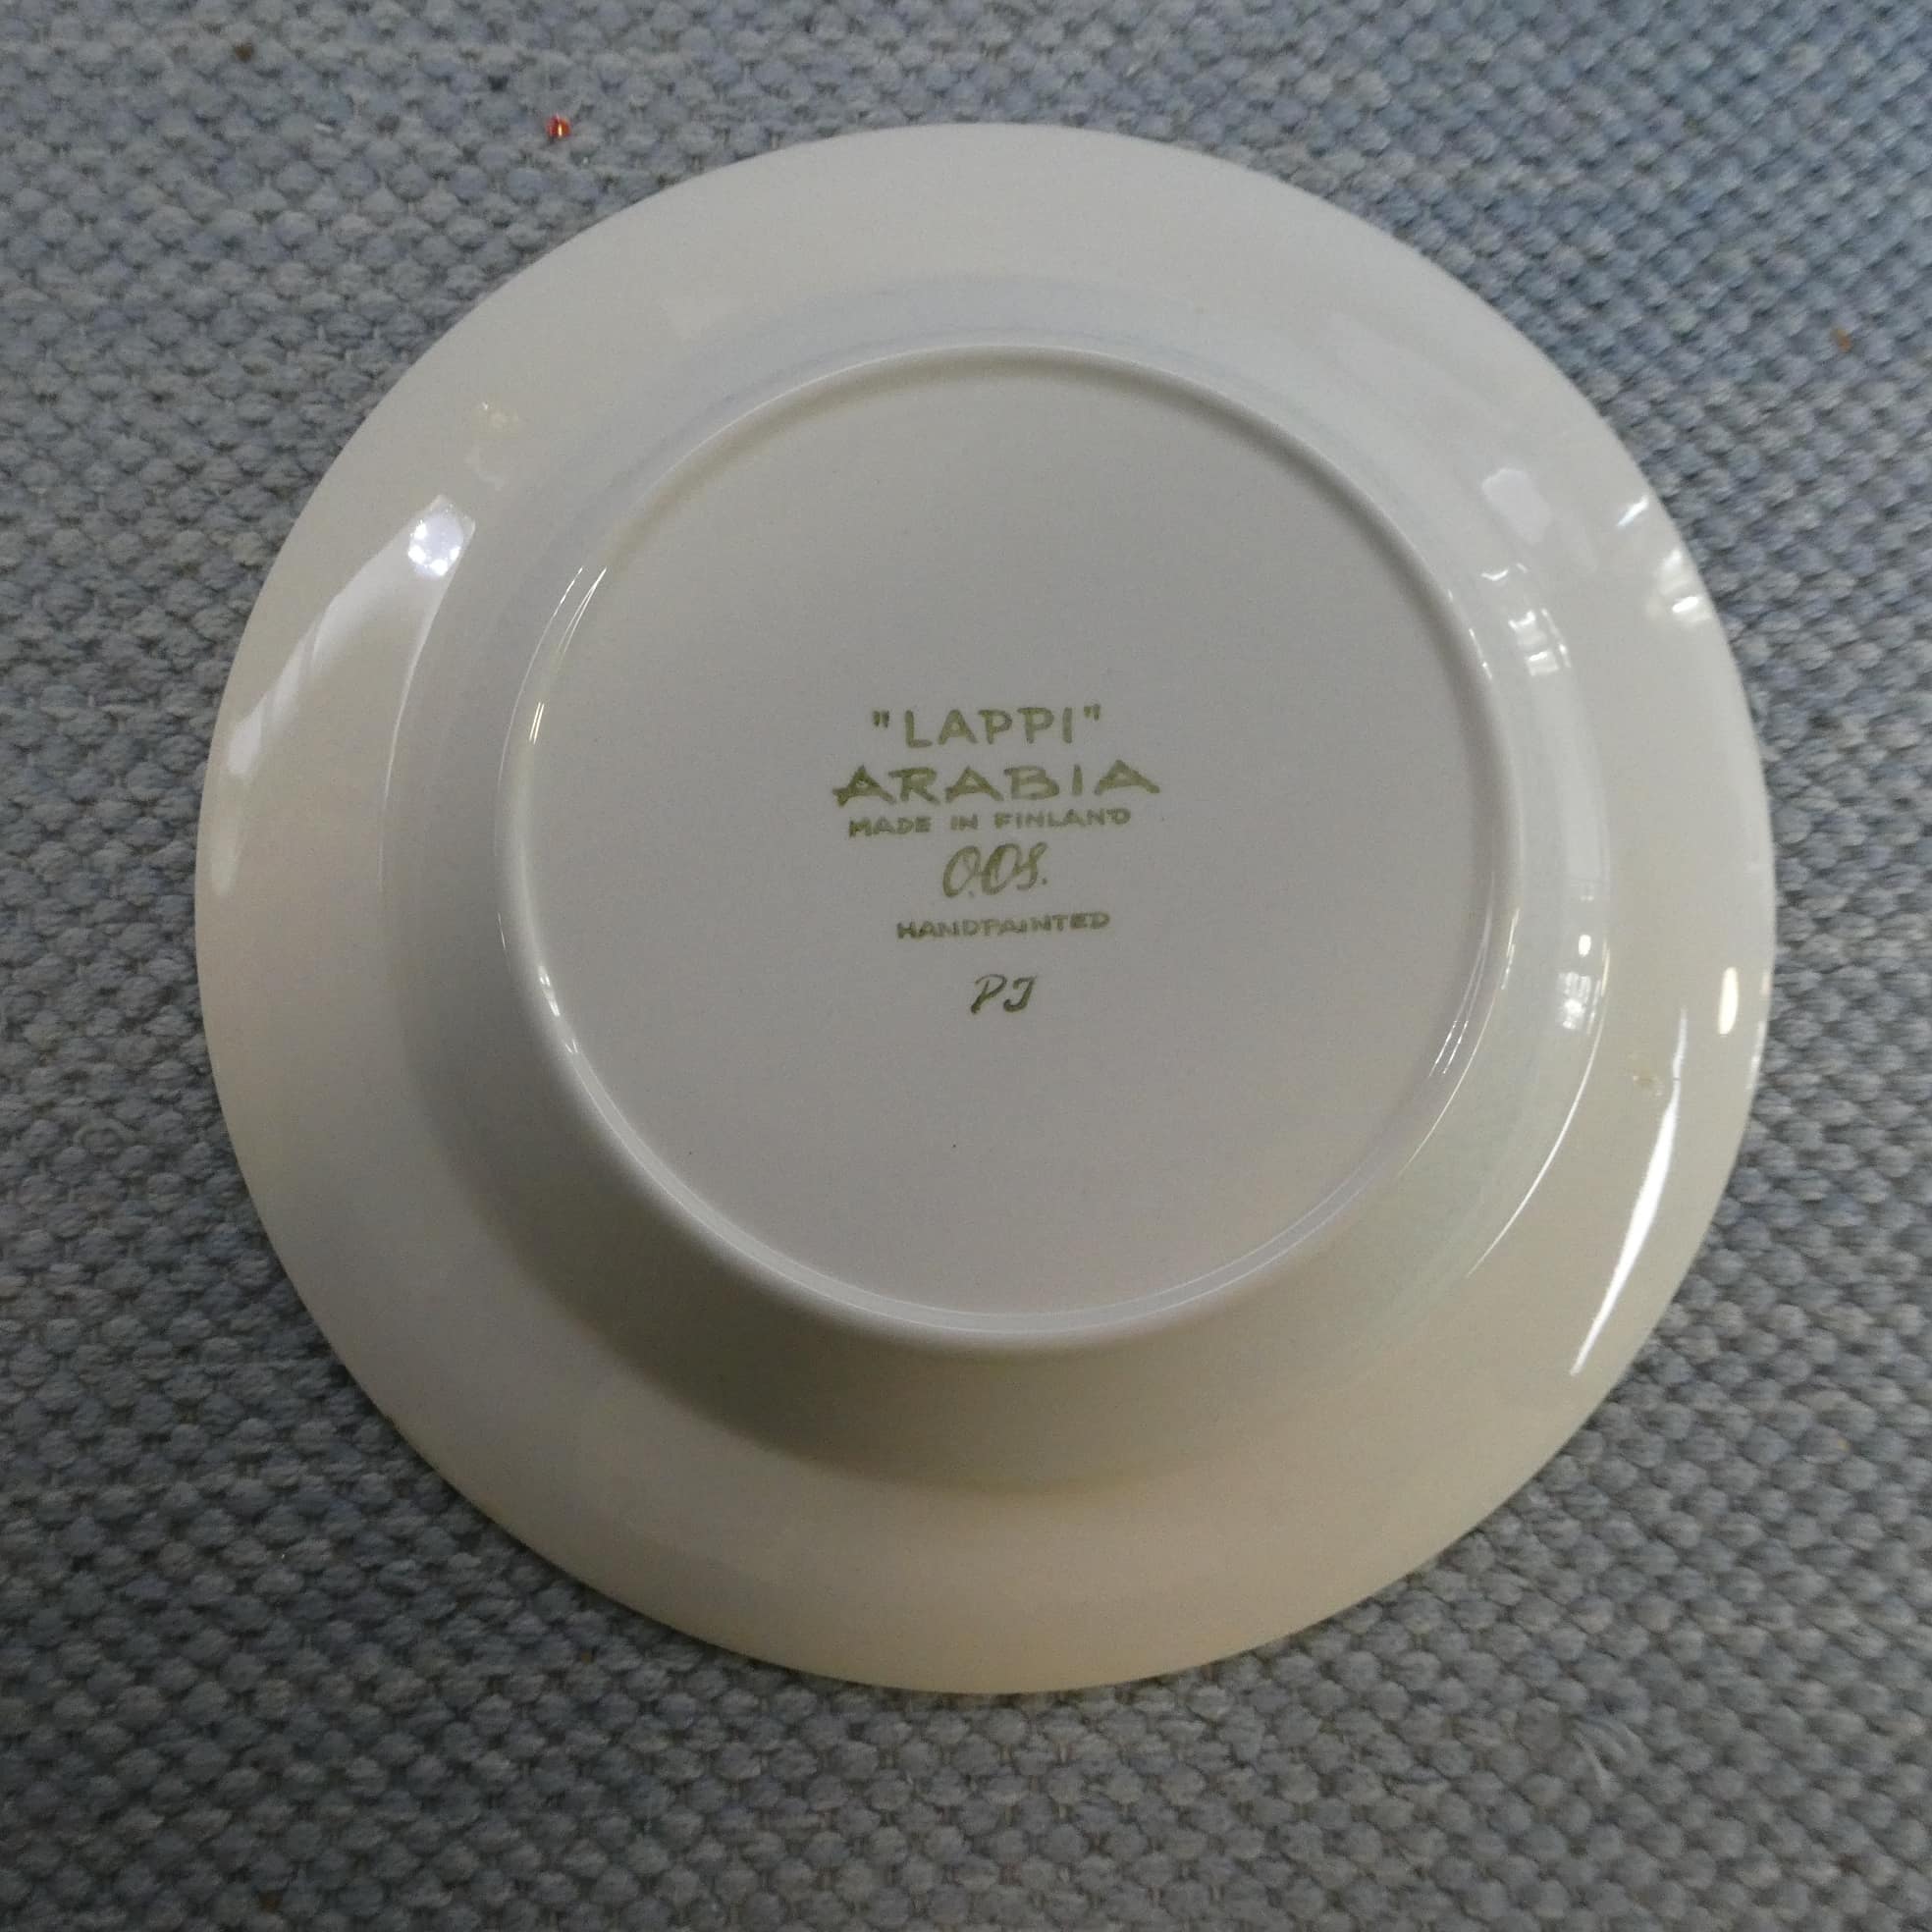 "LAPPI"
ARABIA
MADE IN FINLAND
O.OS.
HANDPAINTED
PJ